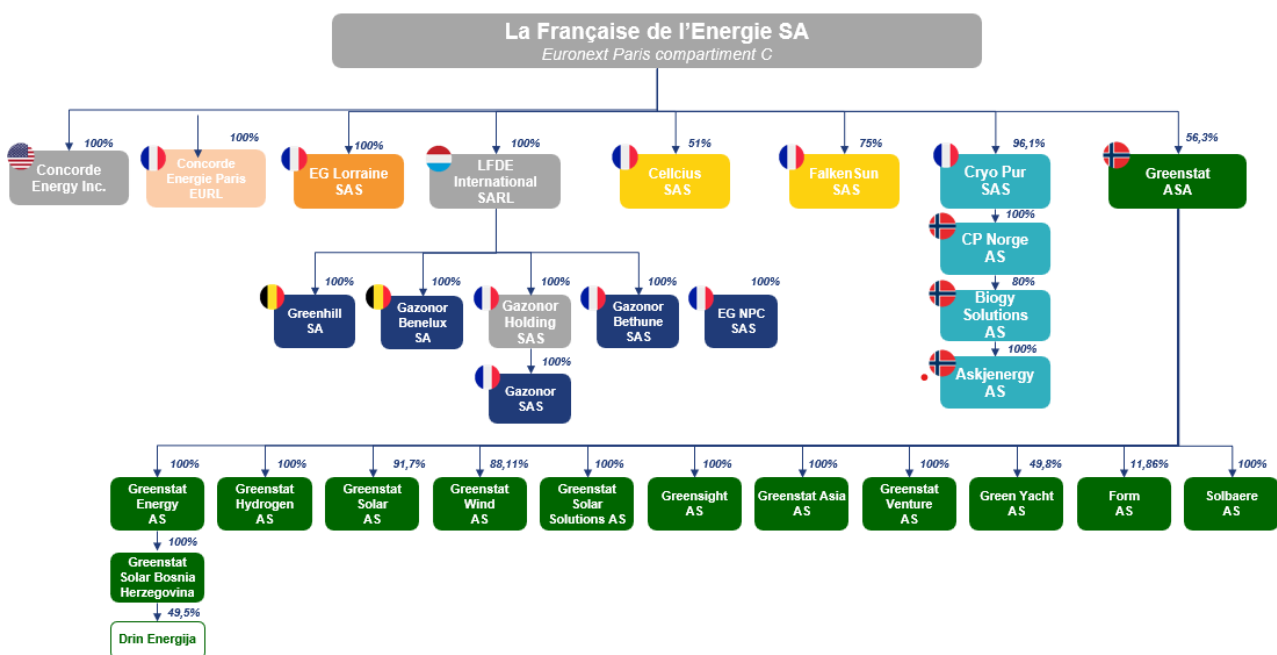 La Française de l'Energie SA
Euronext Paris compartiment C
100%
100%
100%
100%
51%
75%
96,1%
56,3%
Concorde
Energy Inc.
Concorde
Energie Paris
EURL
EG Lorraine
SAS
LFDE
International
SARL
Cellcius
SAS
FalkenSun
SAS
Cryo Pur
SAS
Greenstat
ASA
100%
CP Norge
AS
80%
Biogy
Solutions
AS
100%
Askjenergy
AS
100%
100%
100%
100%
100%
Greenhill
SA
Gazonor
Benelux
SA
Gazonor
Holding
SAS
Gazonor
Bethune
SAS
EG NPC
SAS
100%
Gazonor
SAS
100%
100%
91,7%
88,11%
100%
100%
100%
100%
49,8%
11,86%
100%
Greenstat
Energy
AS
Greenstat
Hydrogen
AS
Greenstat
Solar
AS
Greenstat
Wind
AS
Greenstat
Solar
Solutions AS
Greensight
AS
Greenstat Asia
AS
Greenstat
Venture
AS
Green Yacht
AS
Form
AS
Solbaere
AS
100%
Greenstat
Solar Bosnia
Herzegovina
49,5%
Drin Energija